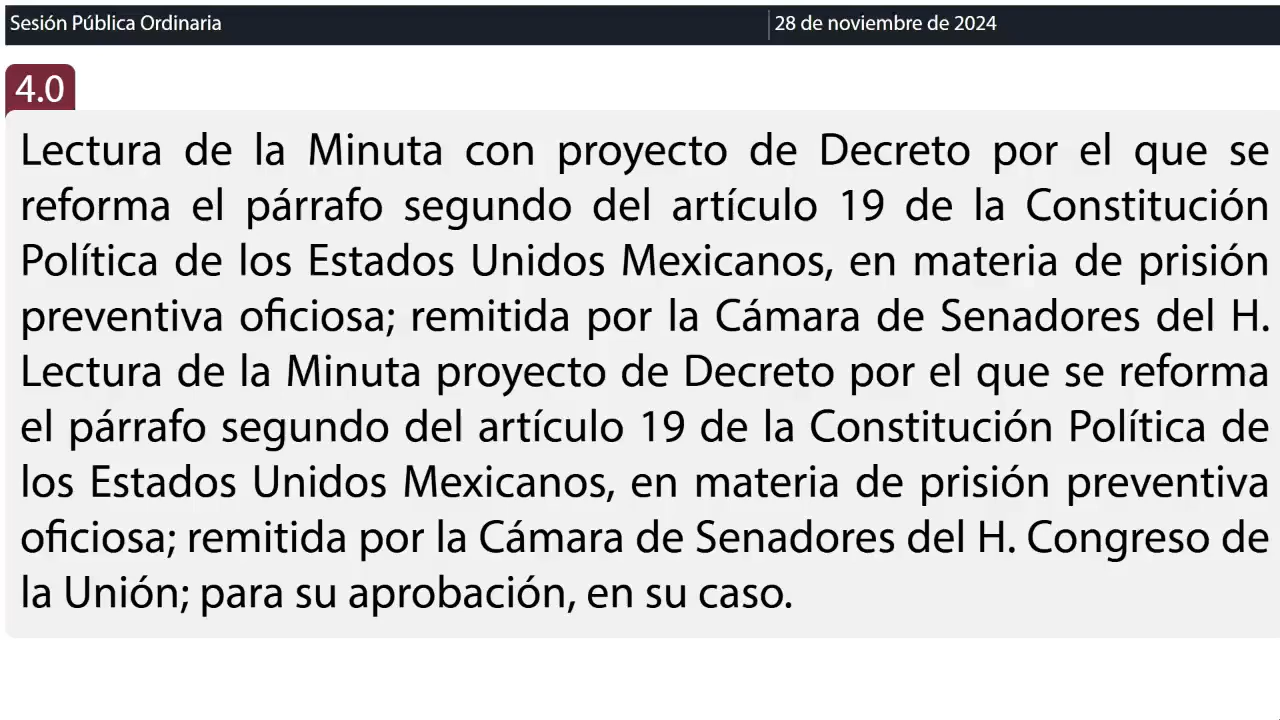 Sesión Pública Ordinaria
28 de noviembre de 2024
4.0
Lectura de la Minuta con proyecto de Decreto por el que se
reforma el párrafo segundo del artículo 19 de la Constitución
Política de los Estados Unidos Mexicanos, en materia de prisión
preventiva oficiosa; remitida por la Cámara de Senadores del H.
Lectura de la Minuta proyecto de Decreto por el que se reforma
el párrafo segundo del artículo 19 de la Constitución Política de
los Estados Unidos Mexicanos, en materia de prisión preventiva
oficiosa; remitida por la Cámara de Senadores del H. Congreso de
la Unión; para su aprobación, en su caso.